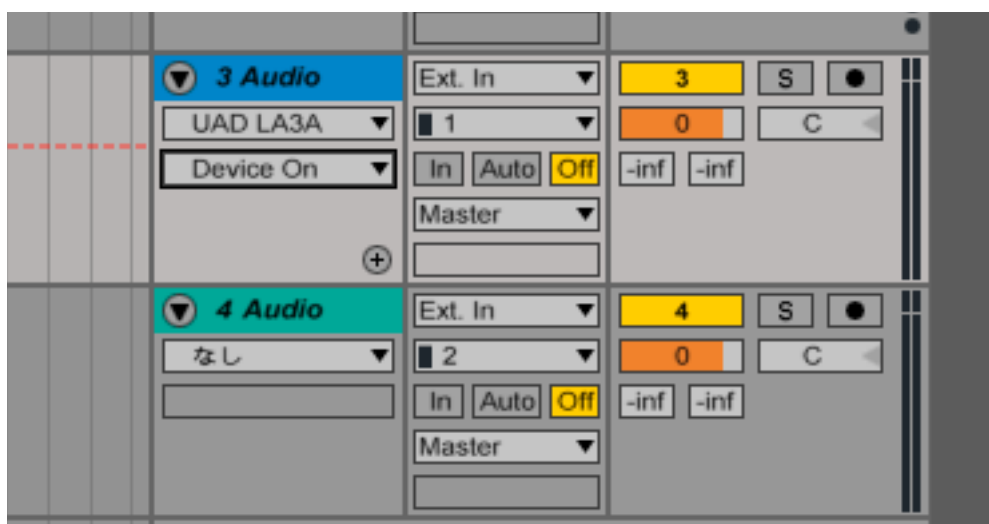 3 Audio Ext. In 3 S
UAD LA3A 1 0 C
Device On In Auto Off -inf -inf
Master
4 Audio Ext. In 4 S
なし 2 0 C
In Auto Off -inf -inf
Master